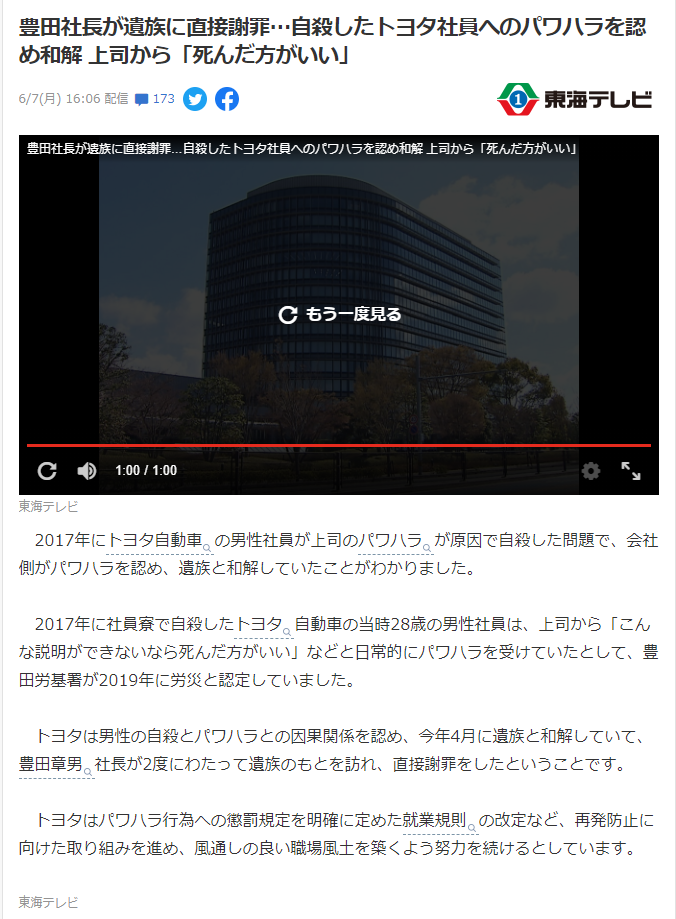 豊田社長が遺族に直接謝罪…自殺したトヨタ社員へのパワハラを認
め和解 上司から「死んだ方がいい」
6/7(月) 16:06 配信 173
1 東海テレビ
豊田社長が遺族に直接謝罪…自殺したトヨタ社員へのパワハラを認め和解 上司から「死んだ方がいい」
もう一度見る
1:00 / 1:00
東海テレビ
2017年にトヨタ自動車の男性社員が上司のパワハラが原因で自殺した問題で、会社
側がパワハラを認め、遺族と和解していたことがわかりました。
2017年に社員寮で自殺したトヨタ自動車の当時28歳の男性社員は、上司から「こん
な説明ができないなら死んだ方がいい」などと日常的にパワハラを受けていたとして、豊
田労基署が2019年に労災と認定していました。
トヨタは男性の自殺とパワハラとの因果関係を認め、今年4月に遺族と和解していて、
豊田章男社長が2度にわたって遺族のもとを訪れ、直接謝罪をしたということです。
トヨタはパワハラ行為への懲罰規定を明確に定めた就業規則の改定など、再発防止に
向けた取り組みを進め、風通しの良い職場風土を築くよう努力を続けるとしています。
東海テレビ